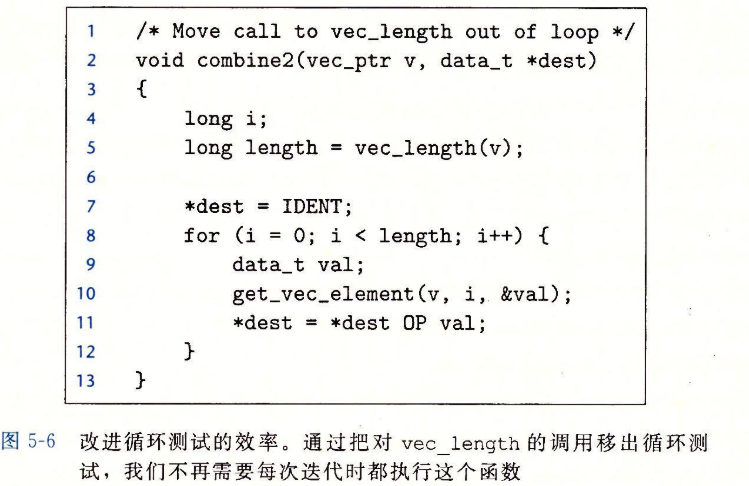 1 /* Move call to vec_length out of loop */
2 void combine2(vec_ptr v, data_t *dest)
3 {
4     long i;
5     long length = vec_length(v);
6
7     *dest = IDENT;
8     for (i = 0; i < length; i++) {
9         data_t val;
10         get_vec_element(v, i, &val);
11         *dest = *dest OP val;
12     }
13 }
图 5-6 改进循环测试的效率。通过把对 vec_length 的调用移出循环测
试，我们不再需要每次迭代时都执行这个函数